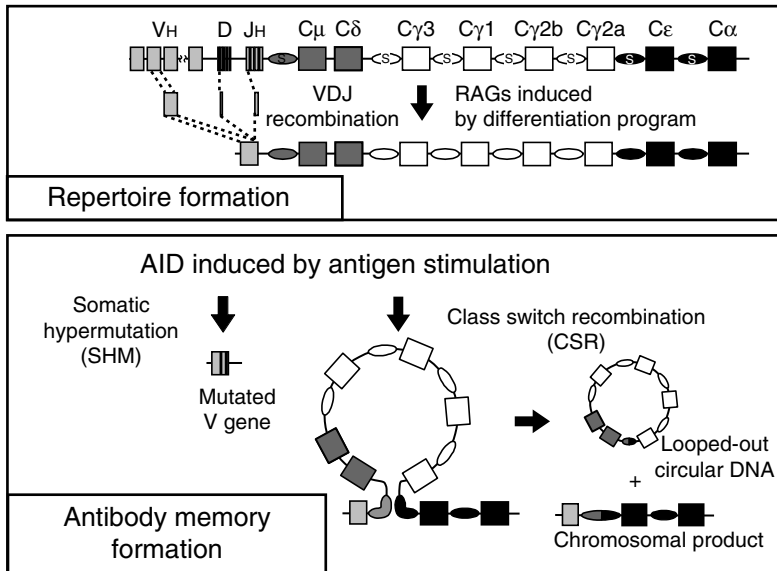 VH D JH Cμ Cδ Cγ3 Cγ1 Cγ2b Cγ2a Cε Cα
S S S S S S S
VDJ
recombination
RAGs induced
by differentiation program
Repertoire formation
AID induced by antigen stimulation
Somatic
hypermutation
(SHM)
Mutated
V gene
Class switch recombination
(CSR)
Looped-out
circular DNA
+
Chromosomal product
Antibody memory
formation